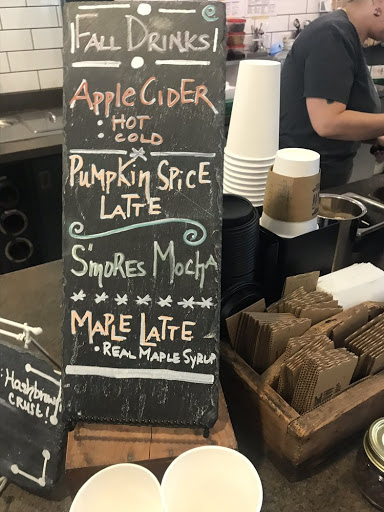 !FALL DRINKS!
APPLE CIDER
• HOT
• COLD
PUMPKIN SPICE
LATTE
S'MORES MOCHA
MAPLE LATTE
• REAL MAPLE SYRUP
Hashbrown
CRUST!